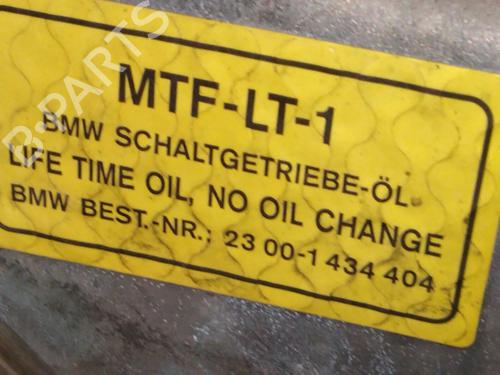 MTF-LT-1
BMW SCHALTGETRIEBE-ÖL
LIFE TIME OIL, NO OIL CHANGE
BMW BEST.-NR.: 23 00-1 434 404
B-PARTS